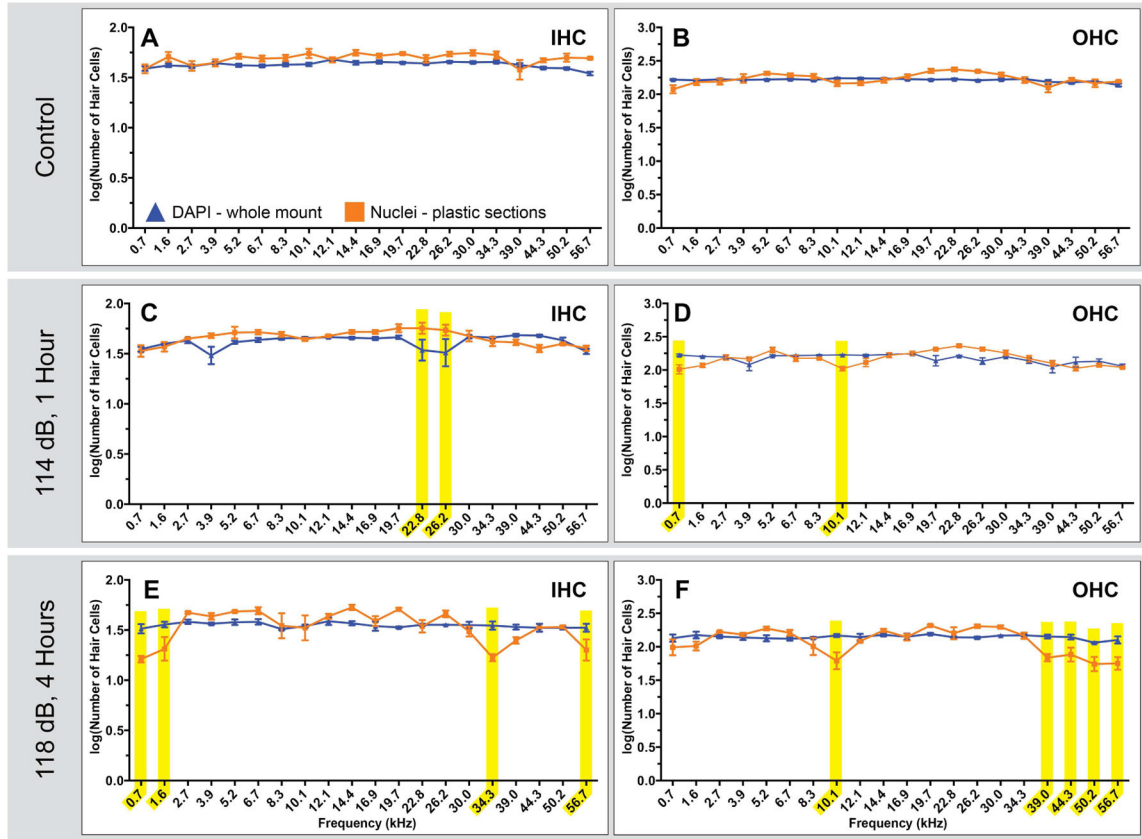 Control
A
IHC
log(Number of Hair Cells)
2.0
1.5
1.0
0.5
0.0
DAPI - whole mount
Nuclei - plastic sections
0.7 1.6 2.7 3.9 5.2 6.7 8.3 10.1 12.1 14.4 16.9 19.7 22.8 26.2 30.0 34.3 39.0 44.3 50.2 56.7
B
OHC
log(Number of Hair Cells)
3.0
2.5
2.0
1.5
1.0
0.5
0.0
0.7 1.6 2.7 3.9 5.2 6.7 8.3 10.1 12.1 14.4 16.9 19.7 22.8 26.2 30.0 34.3 39.0 44.3 50.2 56.7
114 dB, 1 Hour
C
IHC
log(Number of Hair Cells)
2.0
1.5
1.0
0.5
0.0
0.7 1.6 2.7 3.9 5.2 6.7 8.3 10.1 12.1 14.4 16.9 19.7 22.8 26.2 30.0 34.3 39.0 44.3 50.2 56.7
D
OHC
log(Number of Hair Cells)
3.0
2.5
2.0
1.5
1.0
0.5
0.0
0.7 1.6 2.7 3.9 5.2 6.7 8.3 10.1 12.1 14.4 16.9 19.7 22.8 26.2 30.0 34.3 39.0 44.3 50.2 56.7
118 dB, 4 Hours
E
IHC
log(Number of Hair Cells)
2.0
1.5
1.0
0.5
0.0
0.7 1.6 2.7 3.9 5.2 6.7 8.3 10.1 12.1 14.4 16.9 19.7 22.8 26.2 30.0 34.3 39.0 44.3 50.2 56.7
Frequency (kHz)
F
OHC
log(Number of Hair Cells)
3.0
2.5
2.0
1.5
1.0
0.5
0.0
0.7 1.6 2.7 3.9 5.2 6.7 8.3 10.1 12.1 14.4 16.9 19.7 22.8 26.2 30.0 34.3 39.0 44.3 50.2 56.7
Frequency (kHz)